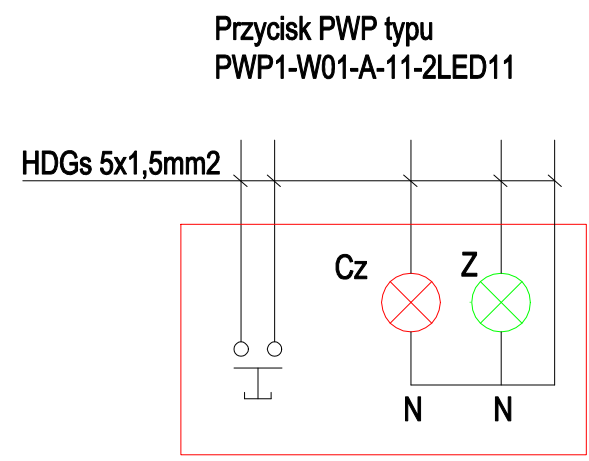 Przycisk PWP typu
PWP1-W01-A-11-2LED11
HDGs 5x1,5mm2
Cz
Z
N
N